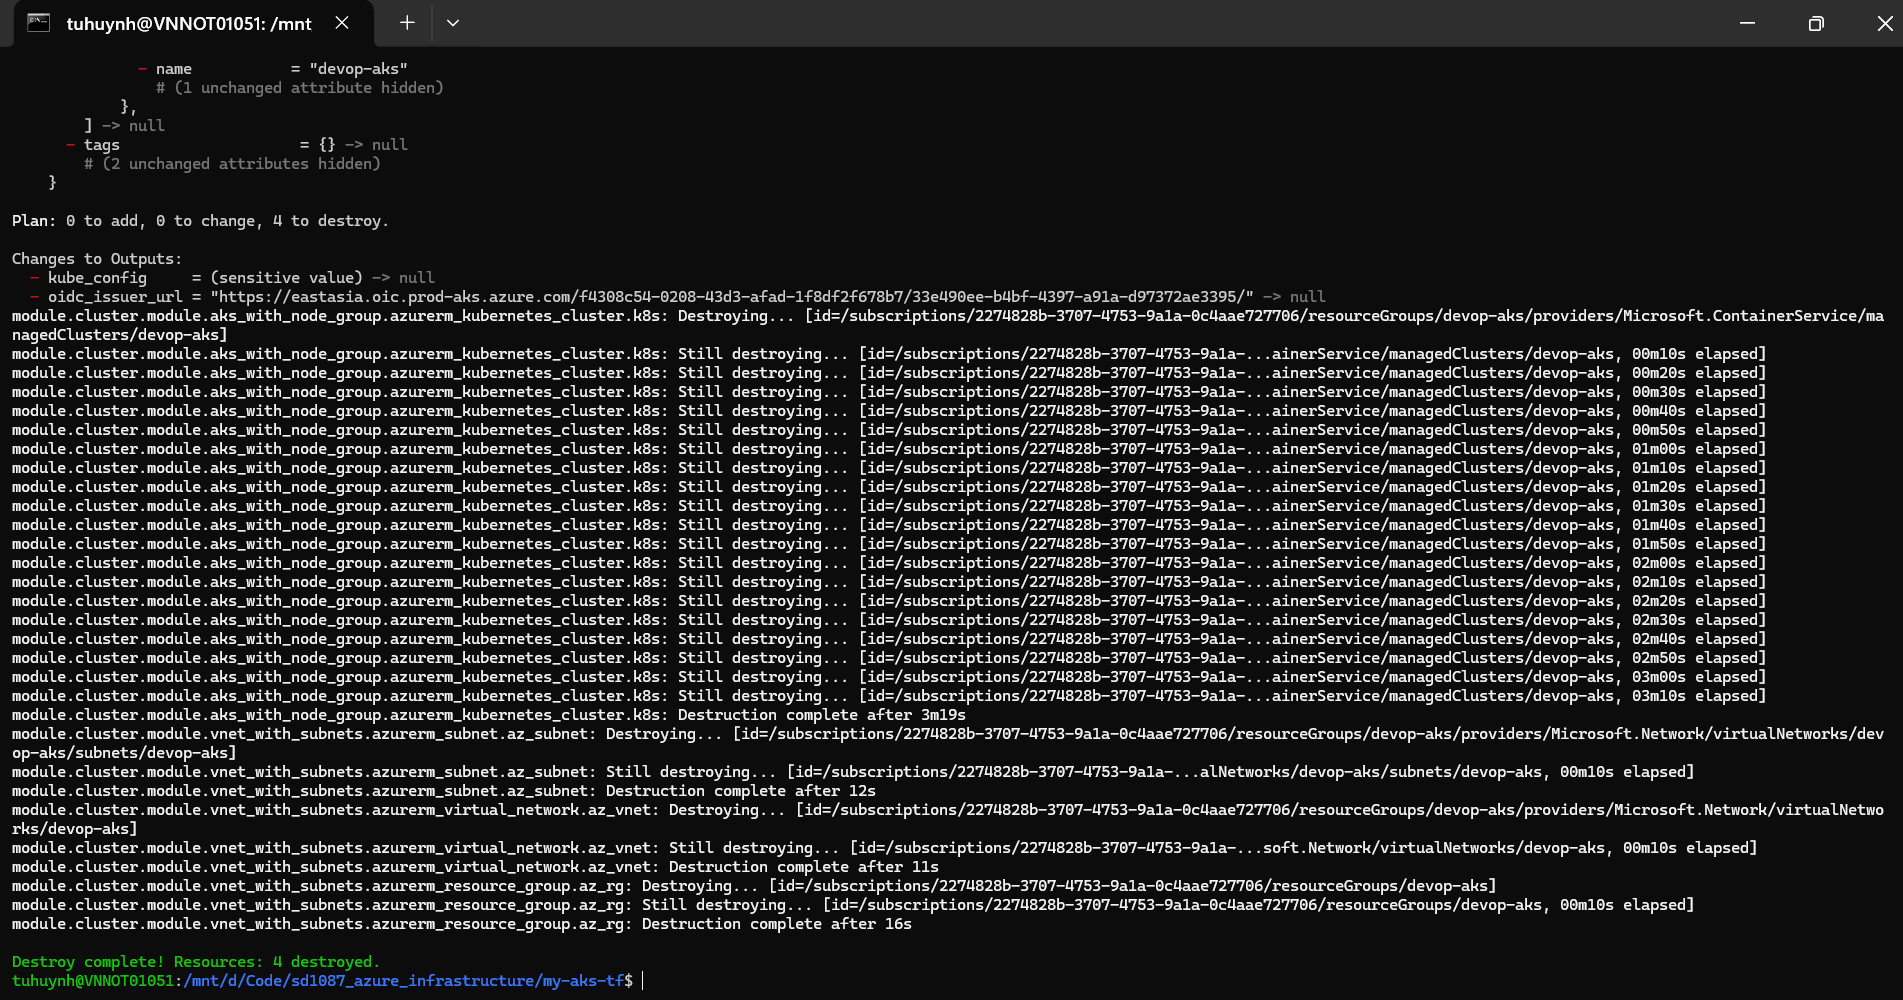 tuhuynh@VNNOT01051: /mnt
- name           = "devop-aks"
# (1 unchanged attribute hidden)
},
] -> null
- tags                    = {} -> null
# (2 unchanged attributes hidden)
}
Plan: 0 to add, 0 to change, 4 to destroy.
Changes to Outputs:
- kube_config     = (sensitive value) -> null
- oidc_issuer_url = "https://eastasia.oic.prod-aks.azure.com/f4308c54-0208-43d3-afad-1f8df2f678b7/33e490ee-b4bf-4397-a91a-d97372ae3395/" -> null
module.cluster.module.aks_with_node_group.azurerm_kubernetes_cluster.k8s: Destroying... [id=/subscriptions/2274828b-3707-4753-9a1a-0c4aae727706/resourceGroups/devop-aks/providers/Microsoft.ContainerService/ma
nagedClusters/devop-aks]
module.cluster.module.aks_with_node_group.azurerm_kubernetes_cluster.k8s: Still destroying... [id=/subscriptions/2274828b-3707-4753-9a1a-...ainerService/managedClusters/devop-aks, 00m10s elapsed]
module.cluster.module.aks_with_node_group.azurerm_kubernetes_cluster.k8s: Still destroying... [id=/subscriptions/2274828b-3707-4753-9a1a-...ainerService/managedClusters/devop-aks, 00m20s elapsed]
module.cluster.module.aks_with_node_group.azurerm_kubernetes_cluster.k8s: Still destroying... [id=/subscriptions/2274828b-3707-4753-9a1a-...ainerService/managedClusters/devop-aks, 00m30s elapsed]
module.cluster.module.aks_with_node_group.azurerm_kubernetes_cluster.k8s: Still destroying... [id=/subscriptions/2274828b-3707-4753-9a1a-...ainerService/managedClusters/devop-aks, 00m40s elapsed]
module.cluster.module.aks_with_node_group.azurerm_kubernetes_cluster.k8s: Still destroying... [id=/subscriptions/2274828b-3707-4753-9a1a-...ainerService/managedClusters/devop-aks, 00m50s elapsed]
module.cluster.module.aks_with_node_group.azurerm_kubernetes_cluster.k8s: Still destroying... [id=/subscriptions/2274828b-3707-4753-9a1a-...ainerService/managedClusters/devop-aks, 01m00s elapsed]
module.cluster.module.aks_with_node_group.azurerm_kubernetes_cluster.k8s: Still destroying... [id=/subscriptions/2274828b-3707-4753-9a1a-...ainerService/managedClusters/devop-aks, 01m10s elapsed]
module.cluster.module.aks_with_node_group.azurerm_kubernetes_cluster.k8s: Still destroying... [id=/subscriptions/2274828b-3707-4753-9a1a-...ainerService/managedClusters/devop-aks, 01m20s elapsed]
module.cluster.module.aks_with_node_group.azurerm_kubernetes_cluster.k8s: Still destroying... [id=/subscriptions/2274828b-3707-4753-9a1a-...ainerService/managedClusters/devop-aks, 01m30s elapsed]
module.cluster.module.aks_with_node_group.azurerm_kubernetes_cluster.k8s: Still destroying... [id=/subscriptions/2274828b-3707-4753-9a1a-...ainerService/managedClusters/devop-aks, 01m40s elapsed]
module.cluster.module.aks_with_node_group.azurerm_kubernetes_cluster.k8s: Still destroying... [id=/subscriptions/2274828b-3707-4753-9a1a-...ainerService/managedClusters/devop-aks, 01m50s elapsed]
module.cluster.module.aks_with_node_group.azurerm_kubernetes_cluster.k8s: Still destroying... [id=/subscriptions/2274828b-3707-4753-9a1a-...ainerService/managedClusters/devop-aks, 02m00s elapsed]
module.cluster.module.aks_with_node_group.azurerm_kubernetes_cluster.k8s: Still destroying... [id=/subscriptions/2274828b-3707-4753-9a1a-...ainerService/managedClusters/devop-aks, 02m10s elapsed]
module.cluster.module.aks_with_node_group.azurerm_kubernetes_cluster.k8s: Still destroying... [id=/subscriptions/2274828b-3707-4753-9a1a-...ainerService/managedClusters/devop-aks, 02m20s elapsed]
module.cluster.module.aks_with_node_group.azurerm_kubernetes_cluster.k8s: Still destroying... [id=/subscriptions/2274828b-3707-4753-9a1a-...ainerService/managedClusters/devop-aks, 02m30s elapsed]
module.cluster.module.aks_with_node_group.azurerm_kubernetes_cluster.k8s: Still destroying... [id=/subscriptions/2274828b-3707-4753-9a1a-...ainerService/managedClusters/devop-aks, 02m40s elapsed]
module.cluster.module.aks_with_node_group.azurerm_kubernetes_cluster.k8s: Still destroying... [id=/subscriptions/2274828b-3707-4753-9a1a-...ainerService/managedClusters/devop-aks, 02m50s elapsed]
module.cluster.module.aks_with_node_group.azurerm_kubernetes_cluster.k8s: Still destroying... [id=/subscriptions/2274828b-3707-4753-9a1a-...ainerService/managedClusters/devop-aks, 03m00s elapsed]
module.cluster.module.aks_with_node_group.azurerm_kubernetes_cluster.k8s: Still destroying... [id=/subscriptions/2274828b-3707-4753-9a1a-...ainerService/managedClusters/devop-aks, 03m10s elapsed]
module.cluster.module.aks_with_node_group.azurerm_kubernetes_cluster.k8s: Destruction complete after 3m19s
module.cluster.module.vnet_with_subnets.azurerm_subnet.az_subnet: Destroying... [id=/subscriptions/2274828b-3707-4753-9a1a-0c4aae727706/resourceGroups/devop-aks/providers/Microsoft.Network/virtualNetworks/dev
op-aks/subnets/devop-aks]
module.cluster.module.vnet_with_subnets.azurerm_subnet.az_subnet: Still destroying... [id=/subscriptions/2274828b-3707-4753-9a1a-...alNetworks/devop-aks/subnets/devop-aks, 00m10s elapsed]
module.cluster.module.vnet_with_subnets.azurerm_subnet.az_subnet: Destruction complete after 12s
module.cluster.module.vnet_with_subnets.azurerm_virtual_network.az_vnet: Destroying... [id=/subscriptions/2274828b-3707-4753-9a1a-0c4aae727706/resourceGroups/devop-aks/providers/Microsoft.Network/virtualNetwo
rks/devop-aks]
module.cluster.module.vnet_with_subnets.azurerm_virtual_network.az_vnet: Still destroying... [id=/subscriptions/2274828b-3707-4753-9a1a-...soft.Network/virtualNetworks/devop-aks, 00m10s elapsed]
module.cluster.module.vnet_with_subnets.azurerm_virtual_network.az_vnet: Destruction complete after 11s
module.cluster.module.vnet_with_subnets.azurerm_resource_group.az_rg: Destroying... [id=/subscriptions/2274828b-3707-4753-9a1a-0c4aae727706/resourceGroups/devop-aks]
module.cluster.module.vnet_with_subnets.azurerm_resource_group.az_rg: Still destroying... [id=/subscriptions/2274828b-3707-4753-9a1a-0c4aae727706/resourceGroups/devop-aks, 00m10s elapsed]
module.cluster.module.vnet_with_subnets.azurerm_resource_group.az_rg: Destruction complete after 16s
Destroy complete! Resources: 4 destroyed.
tuhuynh@VNNOT01051:/mnt/d/Code/sd1087_azure_infrastructure/my-aks-tf$